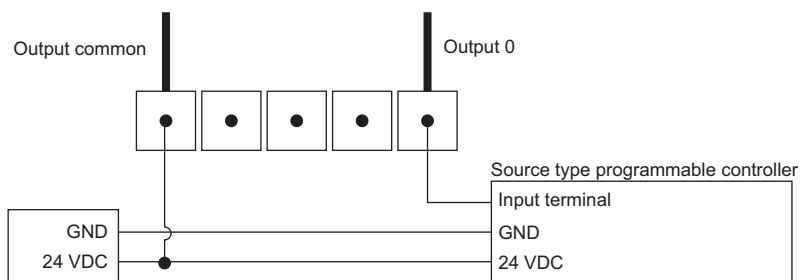 Output common
Output 0
Source type programmable controller
Input terminal
GND
GND
24 VDC
24 VDC